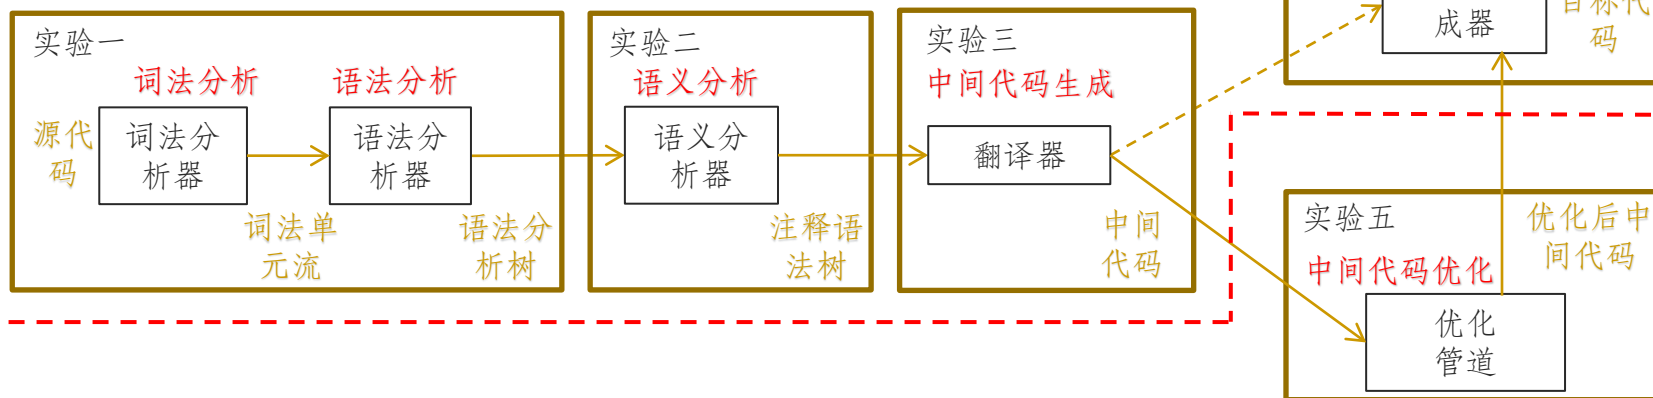 实验一
词法分析
语法分析
源代
码
词法分
析器
语法分
析器
词法单
元流
语法分
析树
实验二
语义分析
语义分
析器
注释语
法树
实验三
中间代码生成
翻译器
中间
代码
成器
目标代
码
实验五
中间代码优化
优化后中
间代码
优化
管道